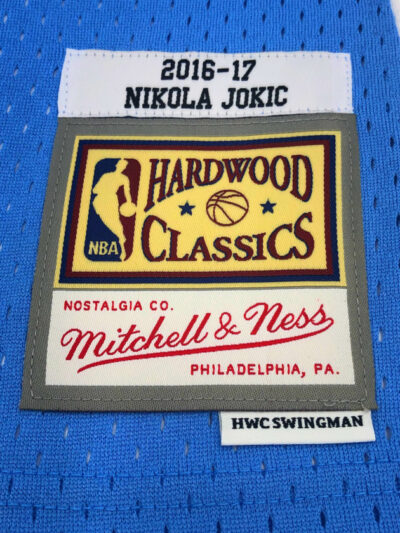 2016-17
NIKOLA JOKIC
HARDWOOD
CLASSICS
NBA
NOSTALGIA CO.
Mitchell & Ness
PHILADELPHIA, PA.
HWC SWINGMAN